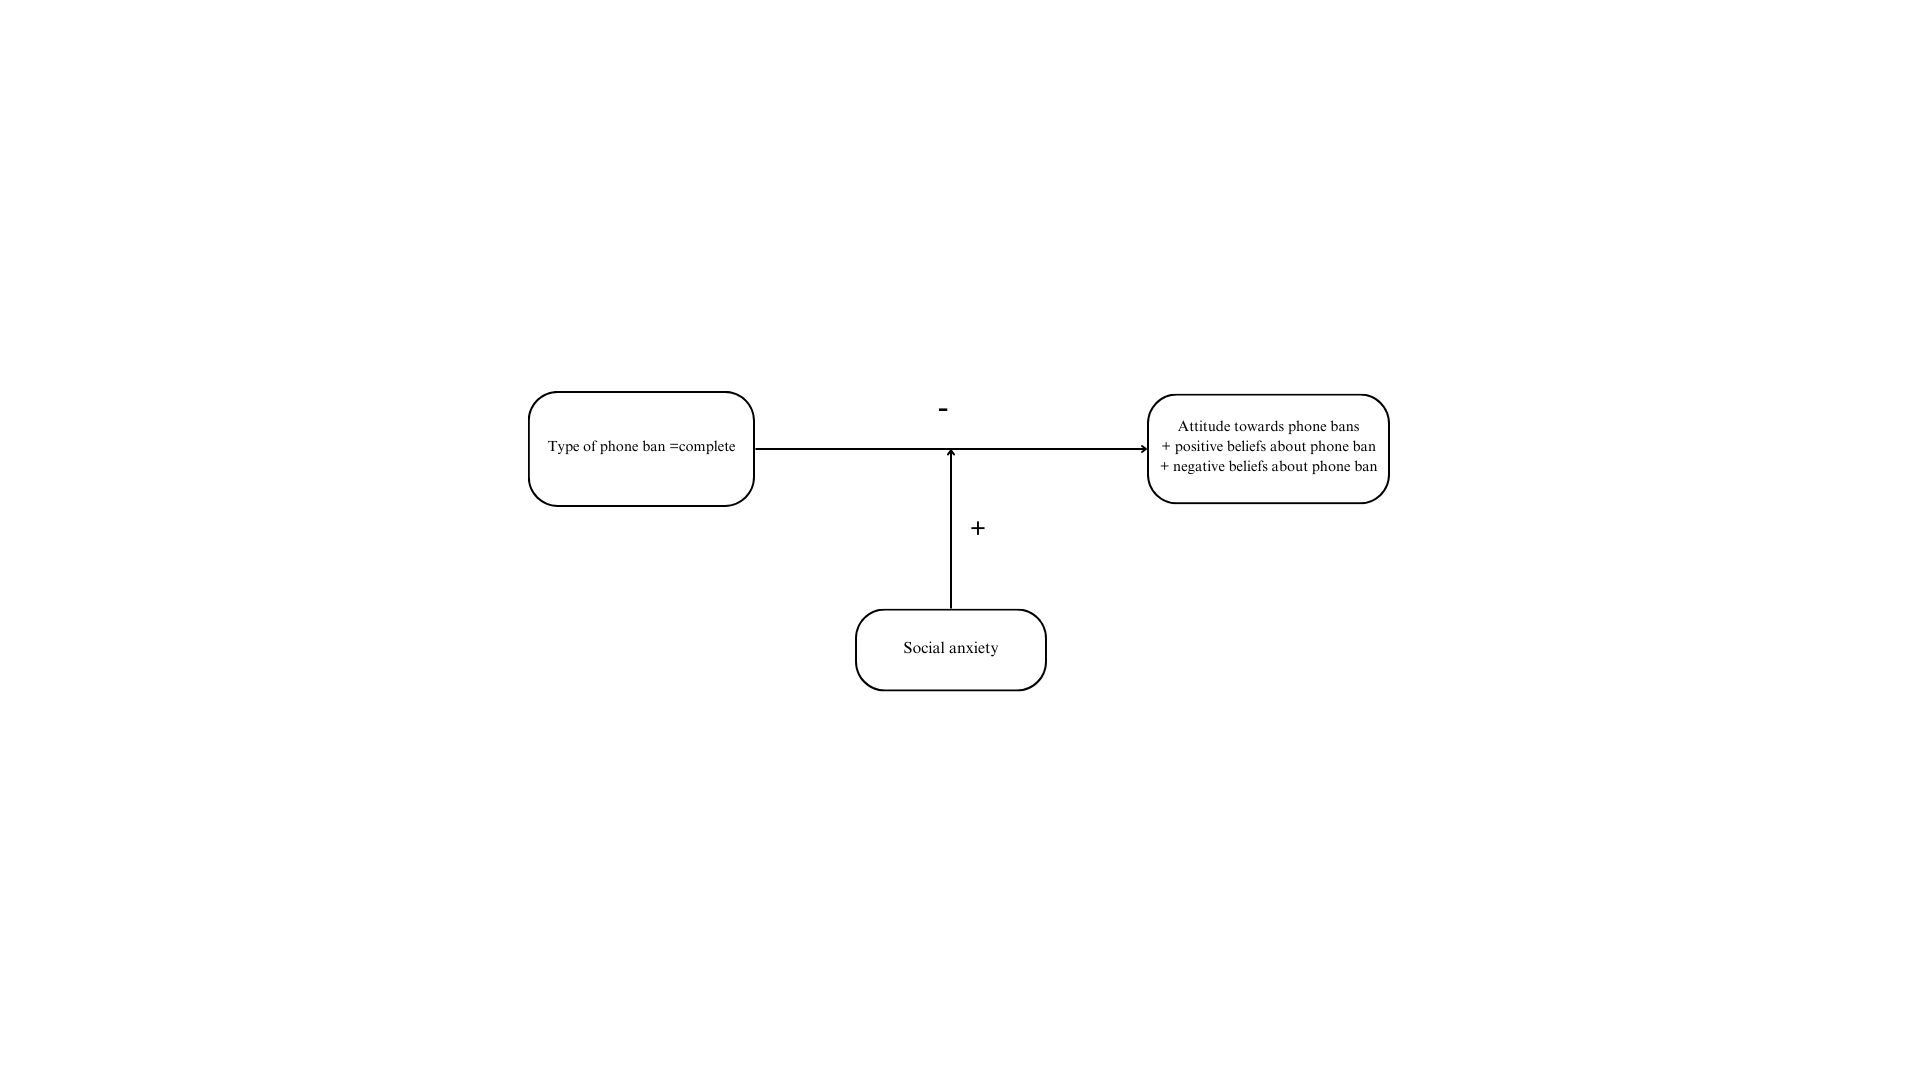 -
Type of phone ban =complete
Attitude towards phone bans
+ positive beliefs about phone ban
+ negative beliefs about phone ban
+
Social anxiety